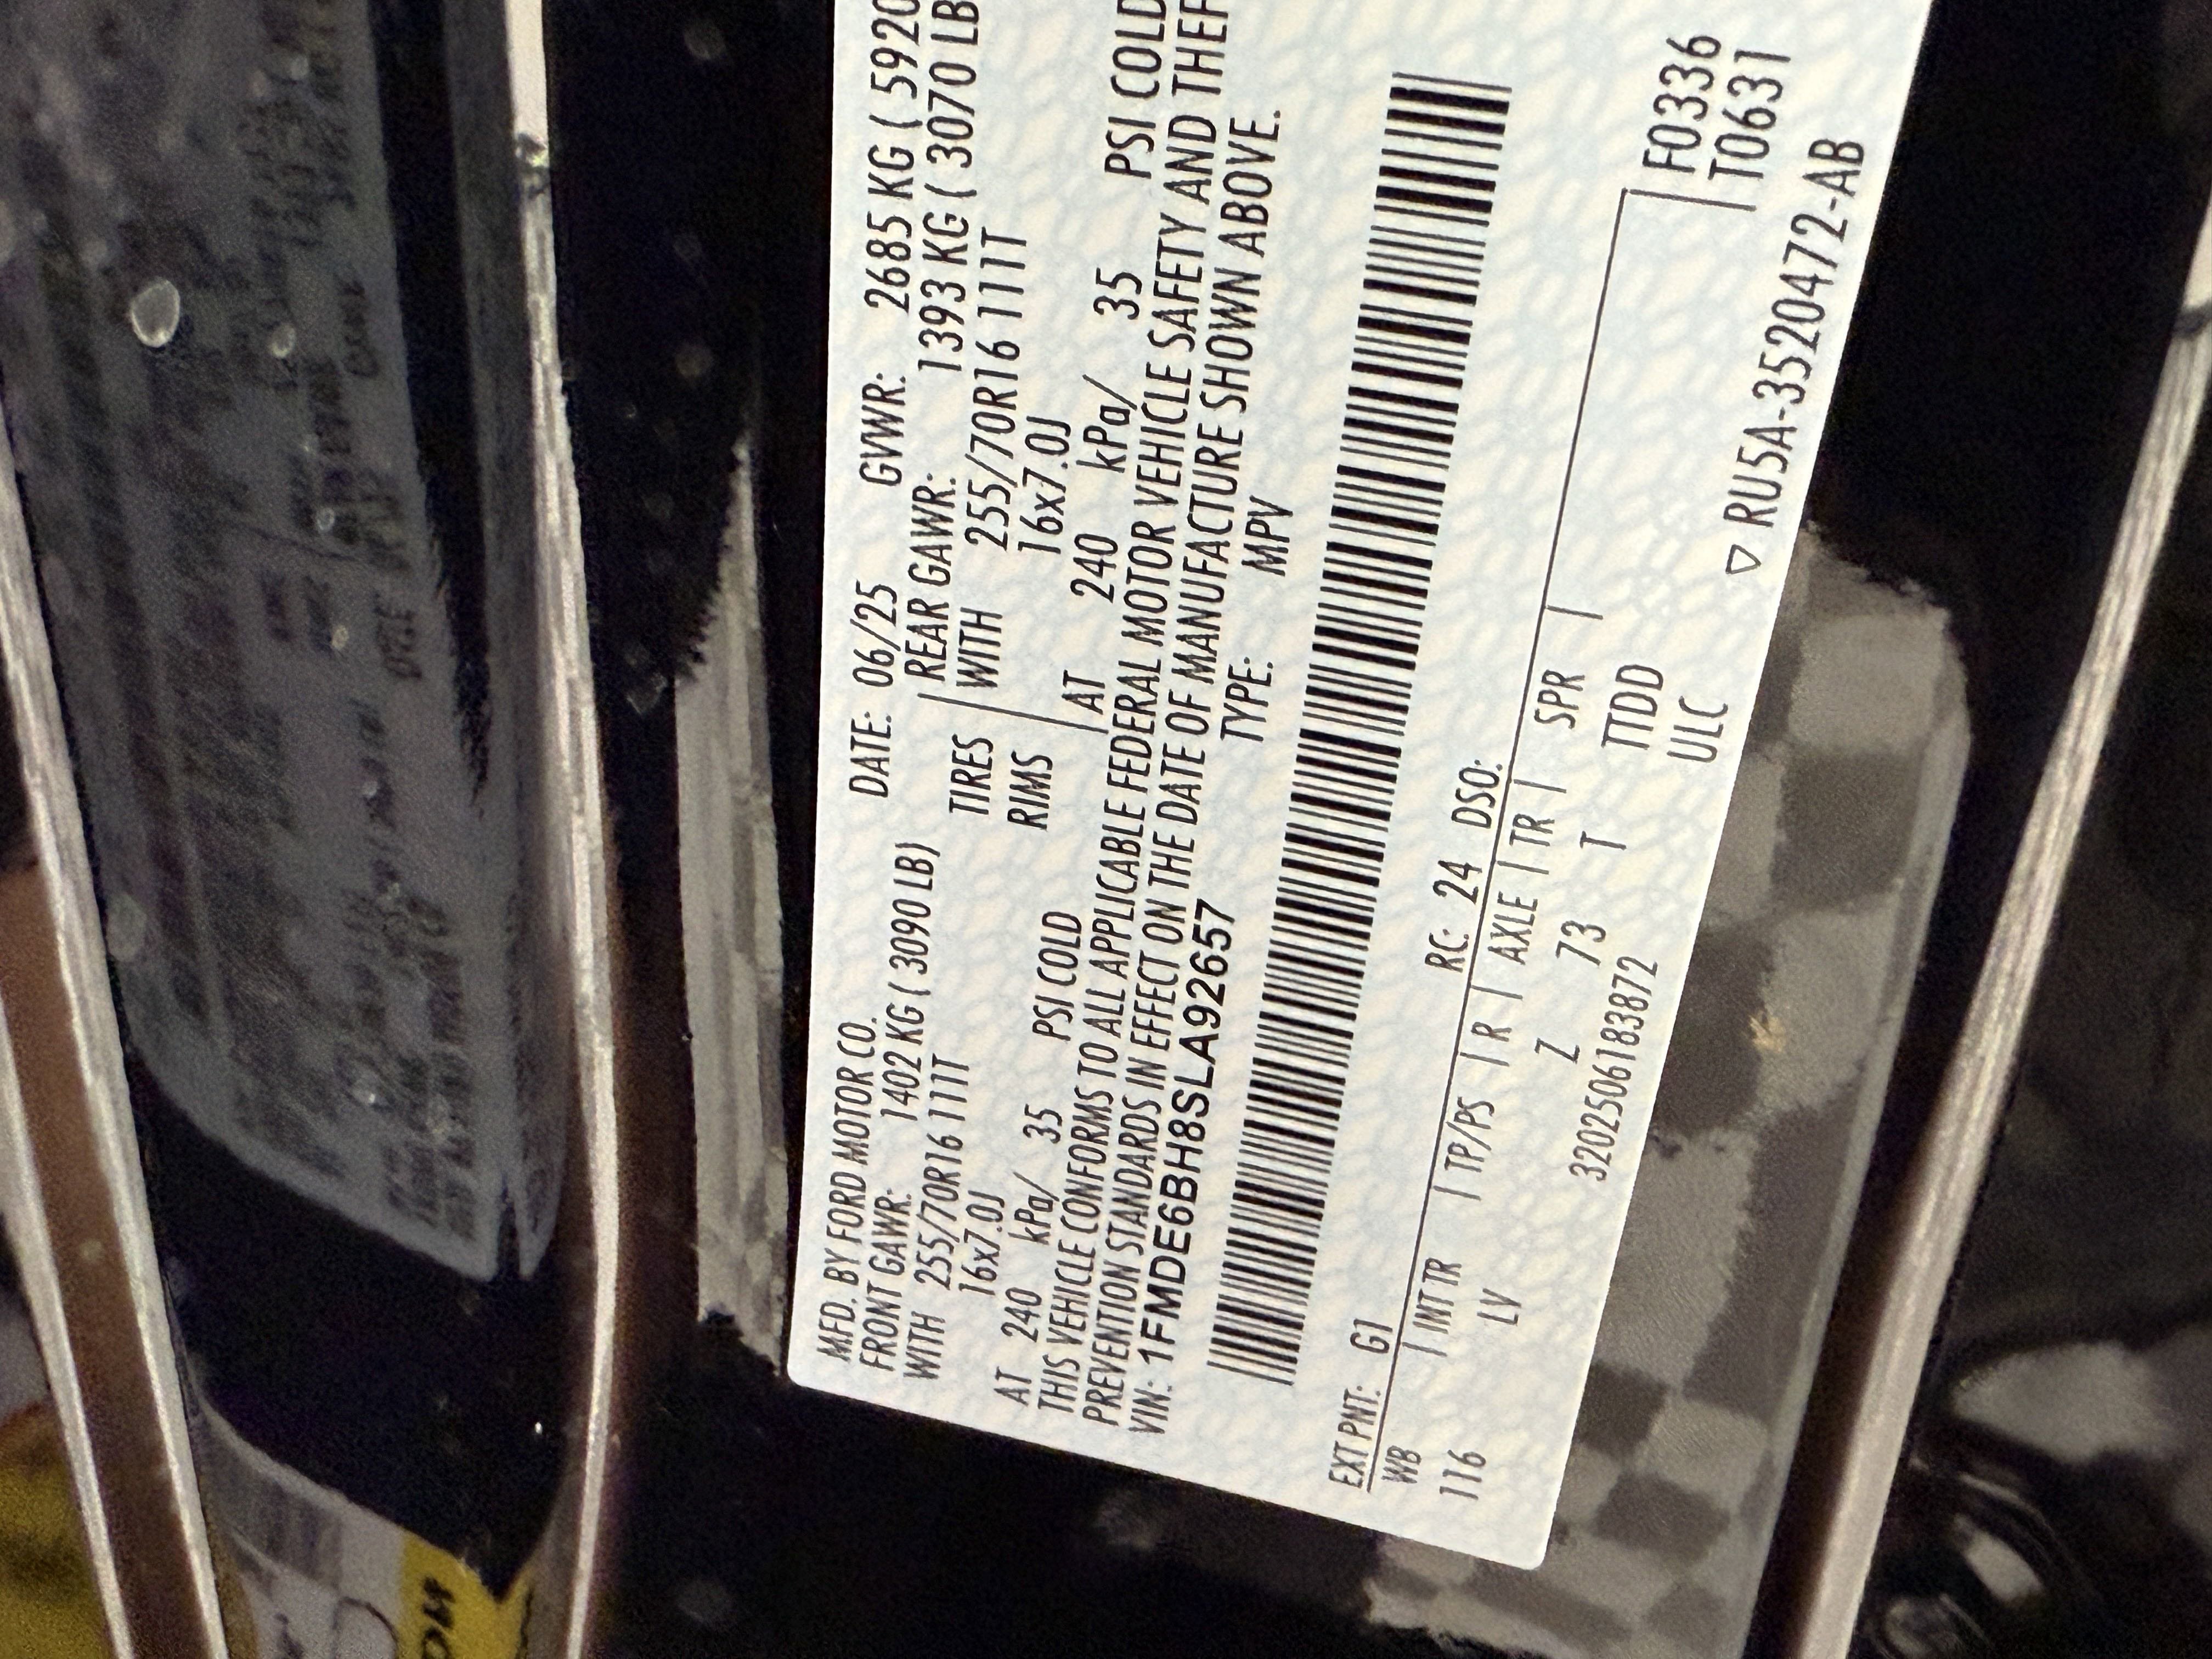 MFD. BY FORD MOTOR CO.
DATE: 06/25 GVWR: 2685 KG ( 5920
FRONT GAWR: 1402 KG ( 3090 LB)
REAR GAWR: 1393 KG ( 3070 LB
WITH 255/70R16 111T
TIRES WITH 255/70R16 111T
16x7.0J
RIMS 16x7.0J
AT 240 kPa/ 35 PSI COLD
AT 240 kPa/ 35 PSI COLD
THIS VEHICLE CONFORMS TO ALL APPLICABLE FEDERAL MOTOR VEHICLE SAFETY AND THEF
PREVENTION STANDARDS IN EFFECT ON THE DATE OF MANUFACTURE SHOWN ABOVE.
VIN: 1FMDE6BH8SLA92657
TYPE: MPV
EXT PNT: G1 RC: 24 DSO:
WB | INT TR | TP/PS | R | AXLE | TR | SPR |
F0336
T0631
116 LV Z 73 T TTDD
3202506183872 ULC
▽ RU5A-3520472-AB